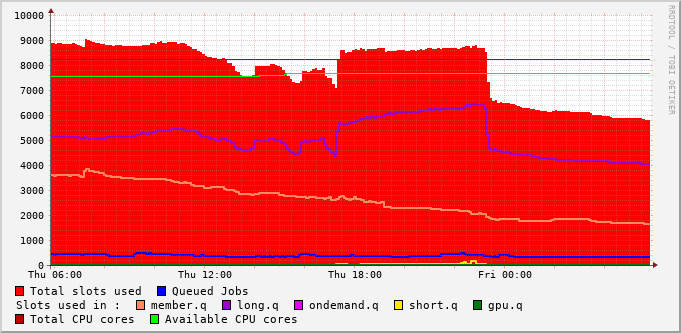 10000
9000
8000
7000
6000
5000
4000
3000
2000
1000
0
Thu 06:00 Thu 12:00 Thu 18:00 Fri 00:00
RRDTOOL / TOBI OETIKER
Total slots used Queued Jobs
Slots used in : member.q long.q ondemand.q short.q gpu.q
Total CPU cores Available CPU cores